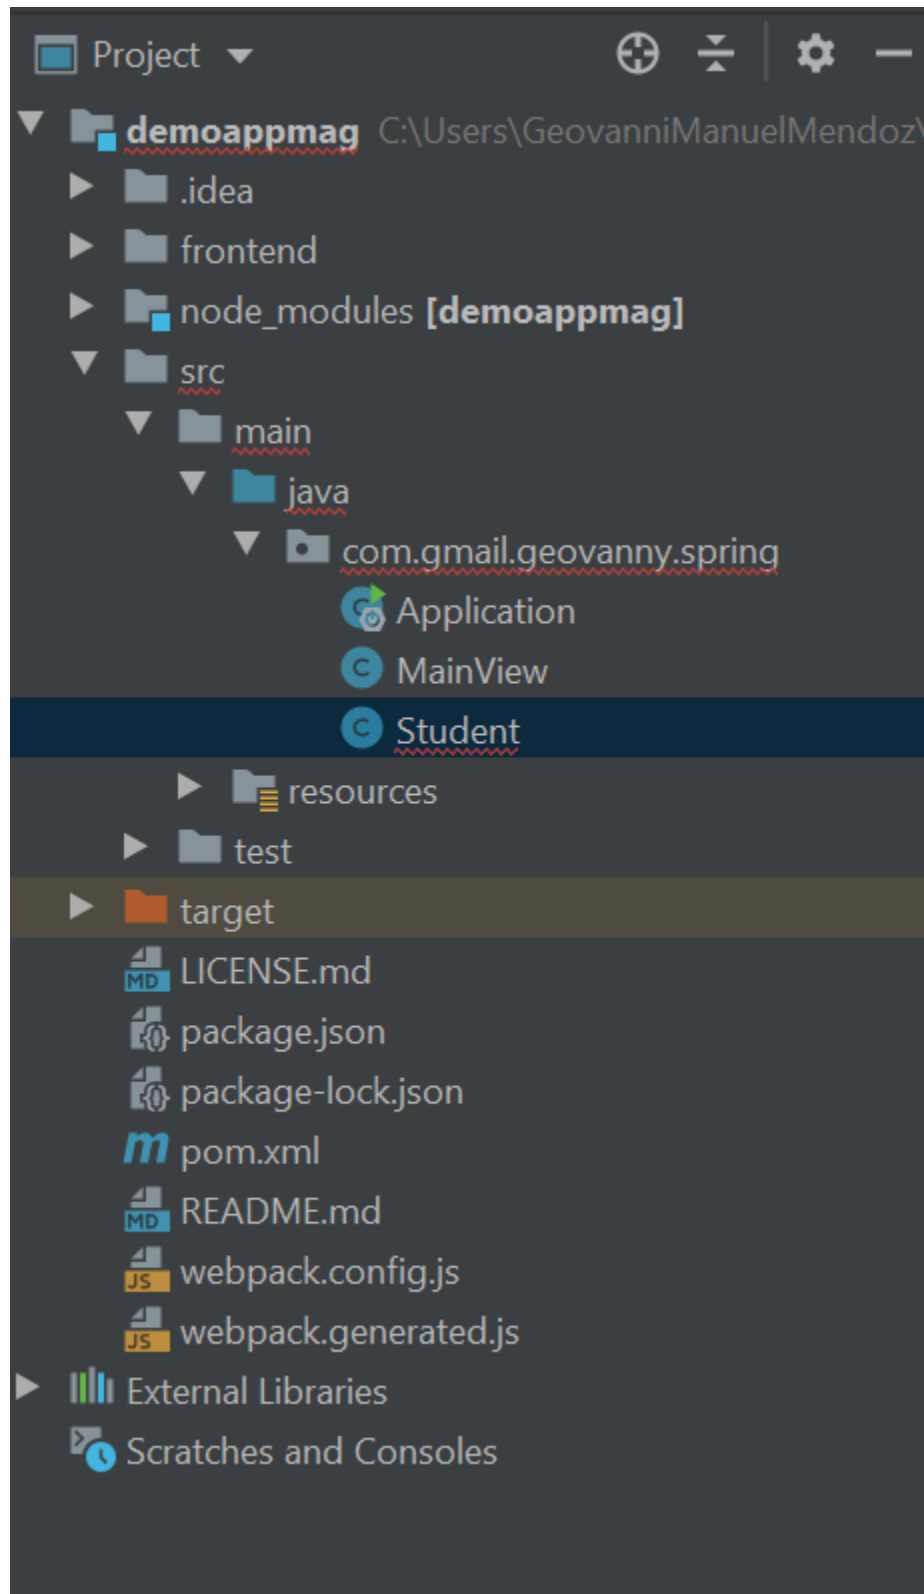 Project
demoappmag C:\Users\GeovanniManuelMendoz\
.idea
frontend
node_modules [demoappmag]
src
main
java
com.gmail.geovanny.spring
Application
MainView
Student
resources
test
target
LICENSE.md
package.json
package-lock.json
pom.xml
README.md
webpack.config.js
webpack.generated.js
External Libraries
Scratches and Consoles